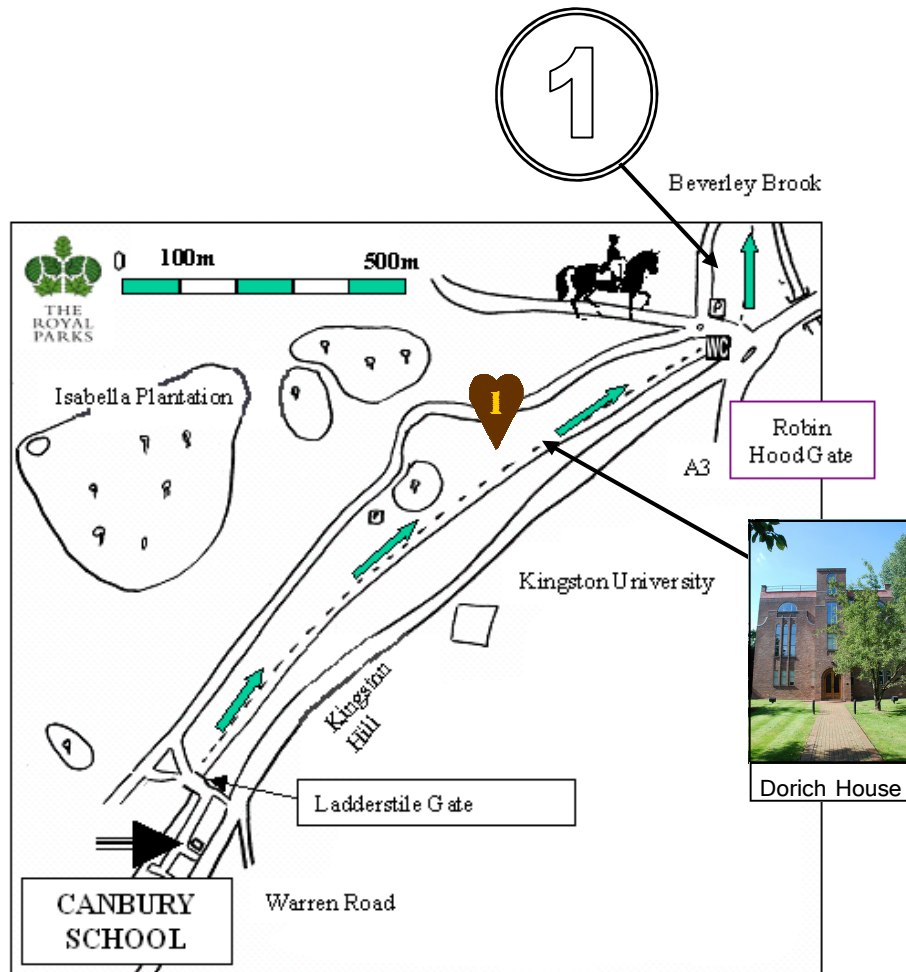 1
Beverley Brook
0 100m 500m
THE
ROYAL
PARKS
P
WC
Isabella Plantation
1
Robin
Hood Gate
A3
P
Kingston University
Kingston
Hill
Dorich House
Ladderstile Gate
CANBURY
SCHOOL
Warren Road